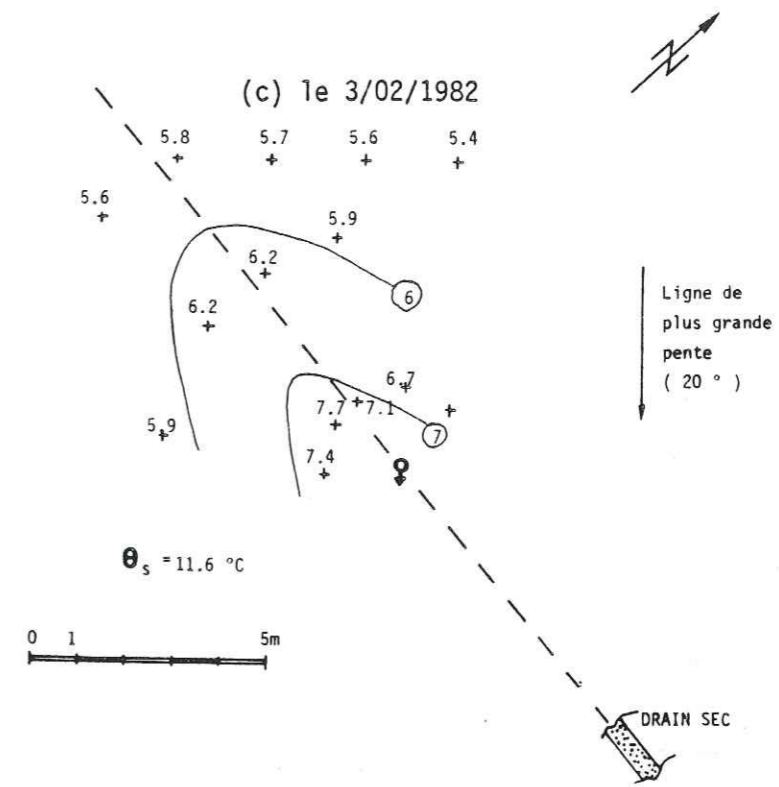 (c) le 3/02/1982
5.8 5.7 5.6 5.4
5.6
5.9
6.2
6
6.2
Ligne de
plus grande
pente
( 20 ° )
6.7
7.7 7.1
5.9
7
7.4
θs = 11.6 °C
0 1 5m
DRAIN SEC